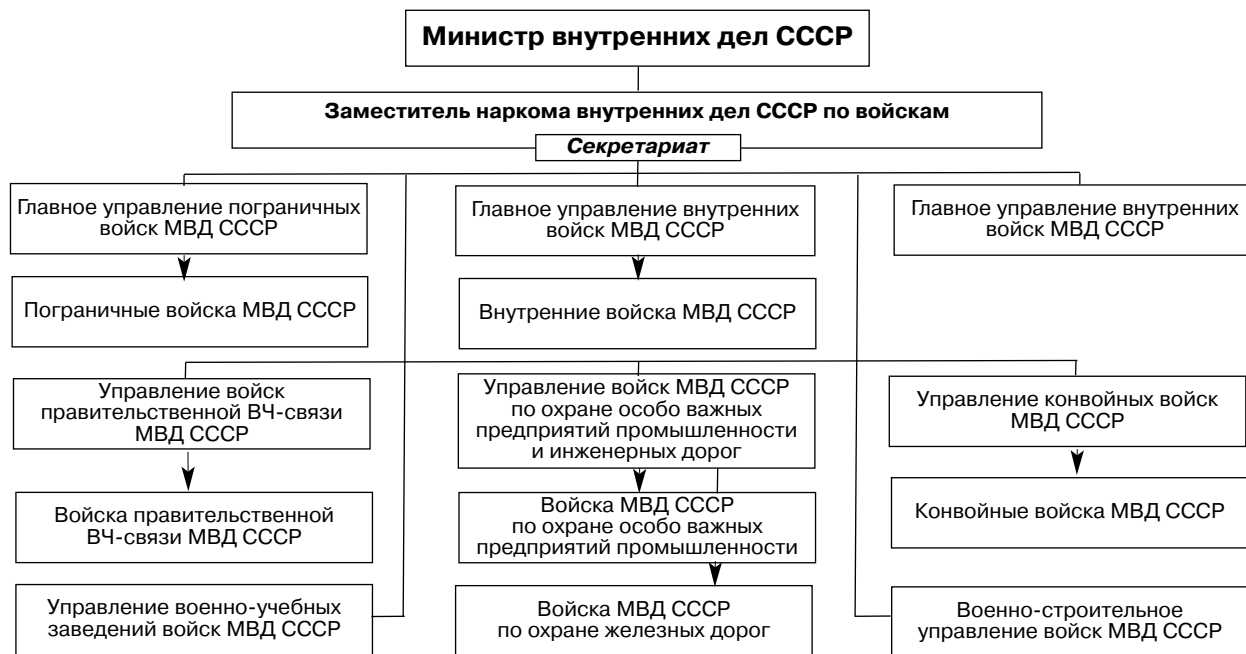 Министр внутренних дел СССР
Заместитель наркома внутренних дел СССР по войскам
Секретариат
Главное управление пограничных
войск МВД СССР
Главное управление внутренних
войск МВД СССР
Главное управление внутренних
войск МВД СССР
Пограничные войска МВД СССР
Внутренние войска МВД СССР
Управление войск
правительственной ВЧ-связи
МВД СССР
Управление войск МВД СССР
по охране особо важных
предприятий промышленности
и инженерных дорог
Управление конвойных войск
МВД СССР
Войска правительственной
ВЧ-связи МВД СССР
Войска МВД СССР
по охране особо важных
предприятий промышленности
Конвойные войска МВД СССР
Управление военно-учебных
заведений войск МВД СССР
Войска МВД СССР
по охране железных дорог
Военно-строительное
управление войск МВД СССР